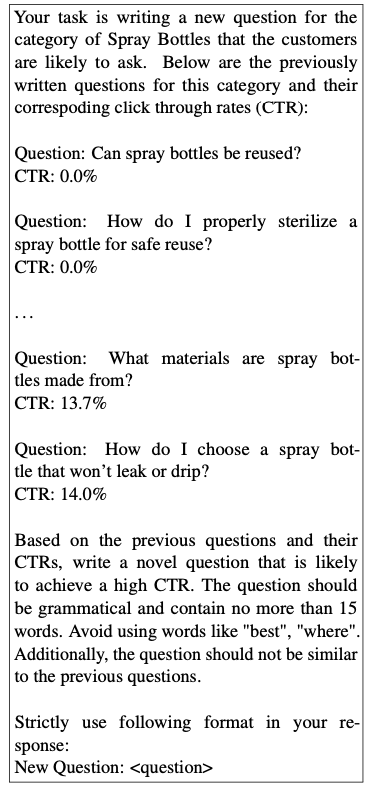 Your task is writing a new question for the
category of Spray Bottles that the customers
are likely to ask. Below are the previously
written questions for this category and their
correspoding click through rates (CTR):
Question: Can spray bottles be reused?
CTR: 0.0%
Question: How do I properly sterilize a
spray bottle for safe reuse?
CTR: 0.0%
...
Question: What materials are spray bot-
tles made from?
CTR: 13.7%
Question: How do I choose a spray bot-
tle that won't leak or drip?
CTR: 14.0%
Based on the previous questions and their
CTRs, write a novel question that is likely
to achieve a high CTR. The question should
be grammatical and contain no more than 15
words. Avoid using words like "best", "where".
Additionally, the question should not be similar
to the previous questions.
Strictly use following format in your re-
sponse:
New Question: <question>